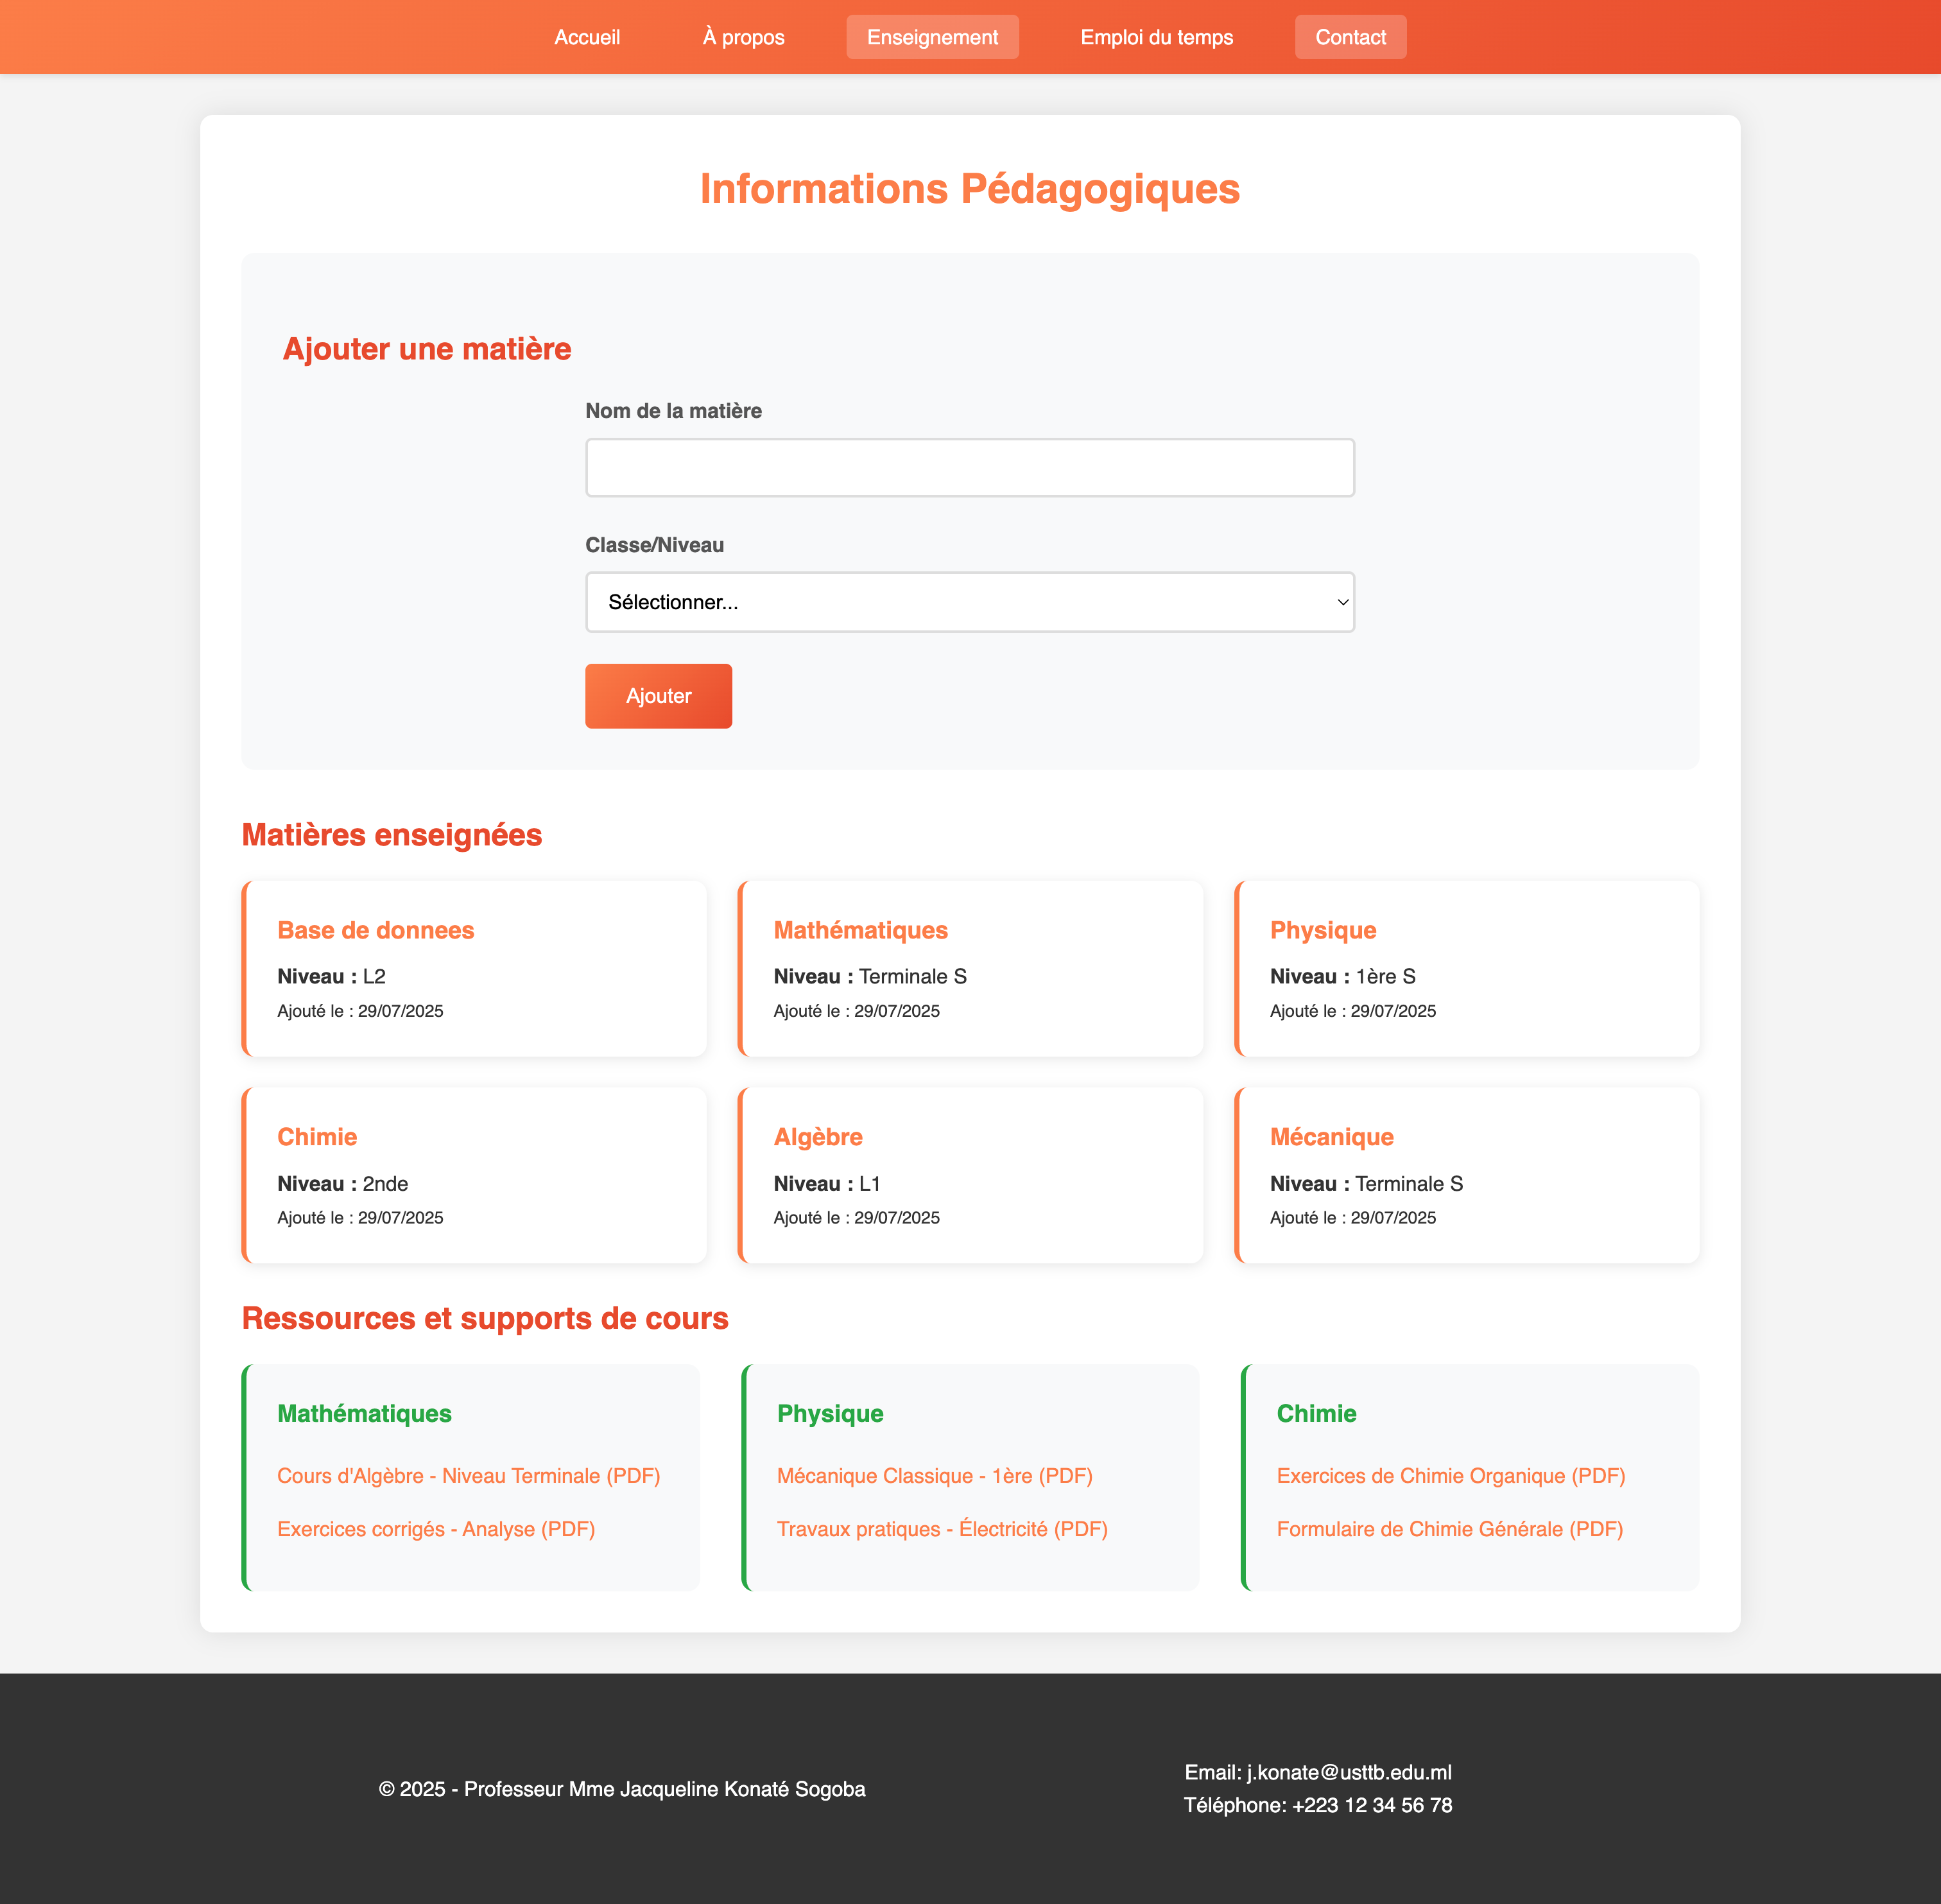 Accueil À propos Enseignement Emploi du temps Contact
Informations Pédagogiques
Ajouter une matière
Nom de la matière
Classe/Niveau
Sélectionner...
Ajouter
Matières enseignées
Base de donnees
Niveau : L2
Ajouté le : 29/07/2025
Mathématiques
Niveau : Terminale S
Ajouté le : 29/07/2025
Physique
Niveau : 1ère S
Ajouté le : 29/07/2025
Chimie
Niveau : 2nde
Ajouté le : 29/07/2025
Algèbre
Niveau : L1
Ajouté le : 29/07/2025
Mécanique
Niveau : Terminale S
Ajouté le : 29/07/2025
Ressources et supports de cours
Mathématiques
Cours d'Algèbre - Niveau Terminale (PDF)
Exercices corrigés - Analyse (PDF)
Physique
Mécanique Classique - 1ère (PDF)
Travaux pratiques - Électricité (PDF)
Chimie
Exercices de Chimie Organique (PDF)
Formulaire de Chimie Générale (PDF)
© 2025 - Professeur Mme Jacqueline Konaté Sogoba
Email: j.konate@usttb.edu.ml
Téléphone: +223 12 34 56 78